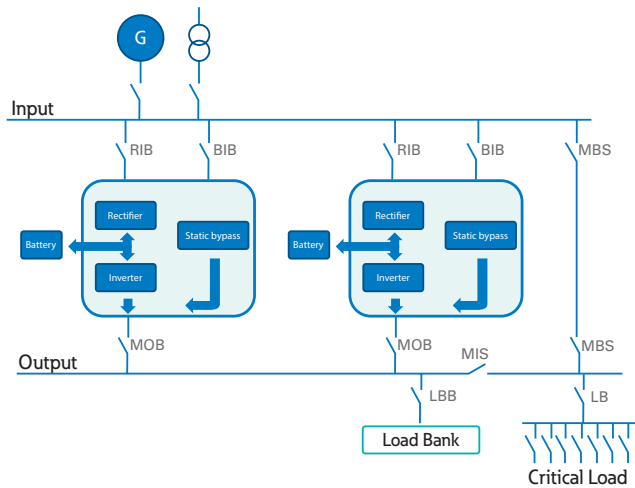 G
Input
RIB
BIB
RIB
BIB
MBS
Rectifier
Static bypass
Battery
Inverter
Rectifier
Static bypass
Battery
Inverter
MOB
MOB
MBS
MIS
Output
LBB
LB
Load Bank
Critical Load